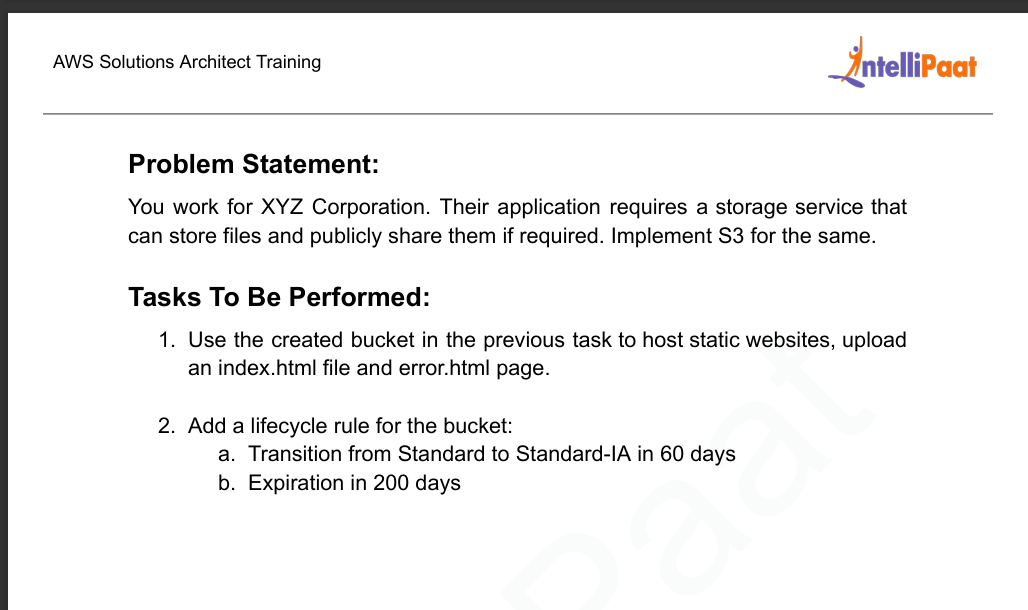 AWS Solutions Architect Training
IntelliPaat
Problem Statement:
You work for XYZ Corporation. Their application requires a storage service that
can store files and publicly share them if required. Implement S3 for the same.
Tasks To Be Performed:
1. Use the created bucket in the previous task to host static websites, upload
an index.html file and error.html page.
2. Add a lifecycle rule for the bucket:
a. Transition from Standard to Standard-IA in 60 days
b. Expiration in 200 days
Paat